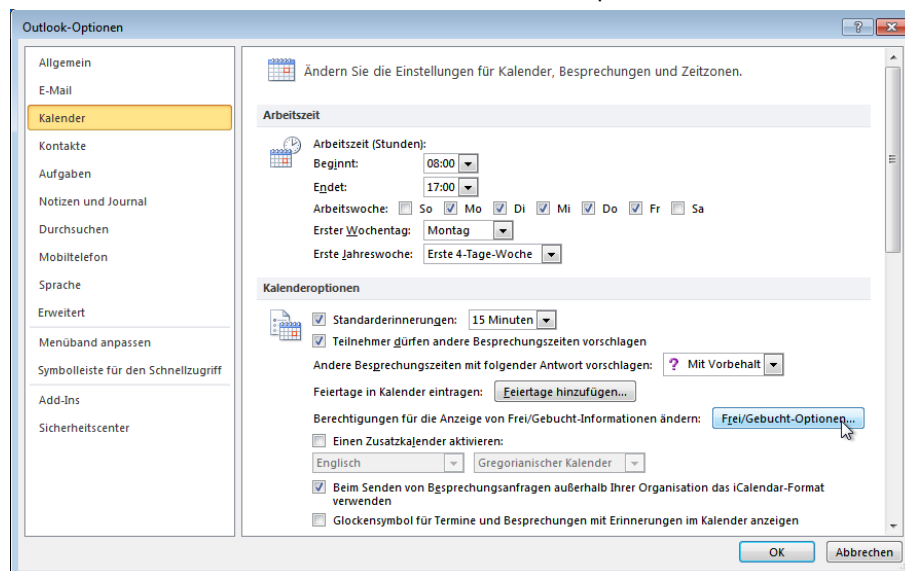 Outlook-Optionen
Allgemein
E-Mail
Kalender
Kontakte
Aufgaben
Notizen und Journal
Durchsuchen
Mobiltelefon
Sprache
Erweitert
Menüband anpassen
Symbolleiste für den Schnellzugriff
Add-Ins
Sicherheitscenter
Ändern Sie die Einstellungen für Kalender, Besprechungen und Zeitzonen.
Arbeitszeit
Arbeitszeit (Stunden):
Beginnt: 08:00
Endet: 17:00
Arbeitswoche: So Mo Di Mi Do Fr Sa
Erster Wochentag: Montag
Erste Jahreswoche: Erste 4-Tage-Woche
Kalenderoptionen
Standarderinnerungen: 15 Minuten
Teilnehmer dürfen andere Besprechungszeiten vorschlagen
Andere Besprechungszeiten mit folgender Antwort vorschlagen: ? Mit Vorbehalt
Feiertage in Kalender eintragen: Feiertage hinzufügen...
Berechtigungen für die Anzeige von Frei/Gebucht-Informationen ändern: Frei/Gebucht-Optionen...
Einen Zusatzkalender aktivieren:
Englisch Gregorianischer Kalender
Beim Senden von Besprechungsanfragen außerhalb Ihrer Organisation das iCalendar-Format
verwenden
Glockensymbol für Termine und Besprechungen mit Erinnerungen im Kalender anzeigen
OK Abbrechen